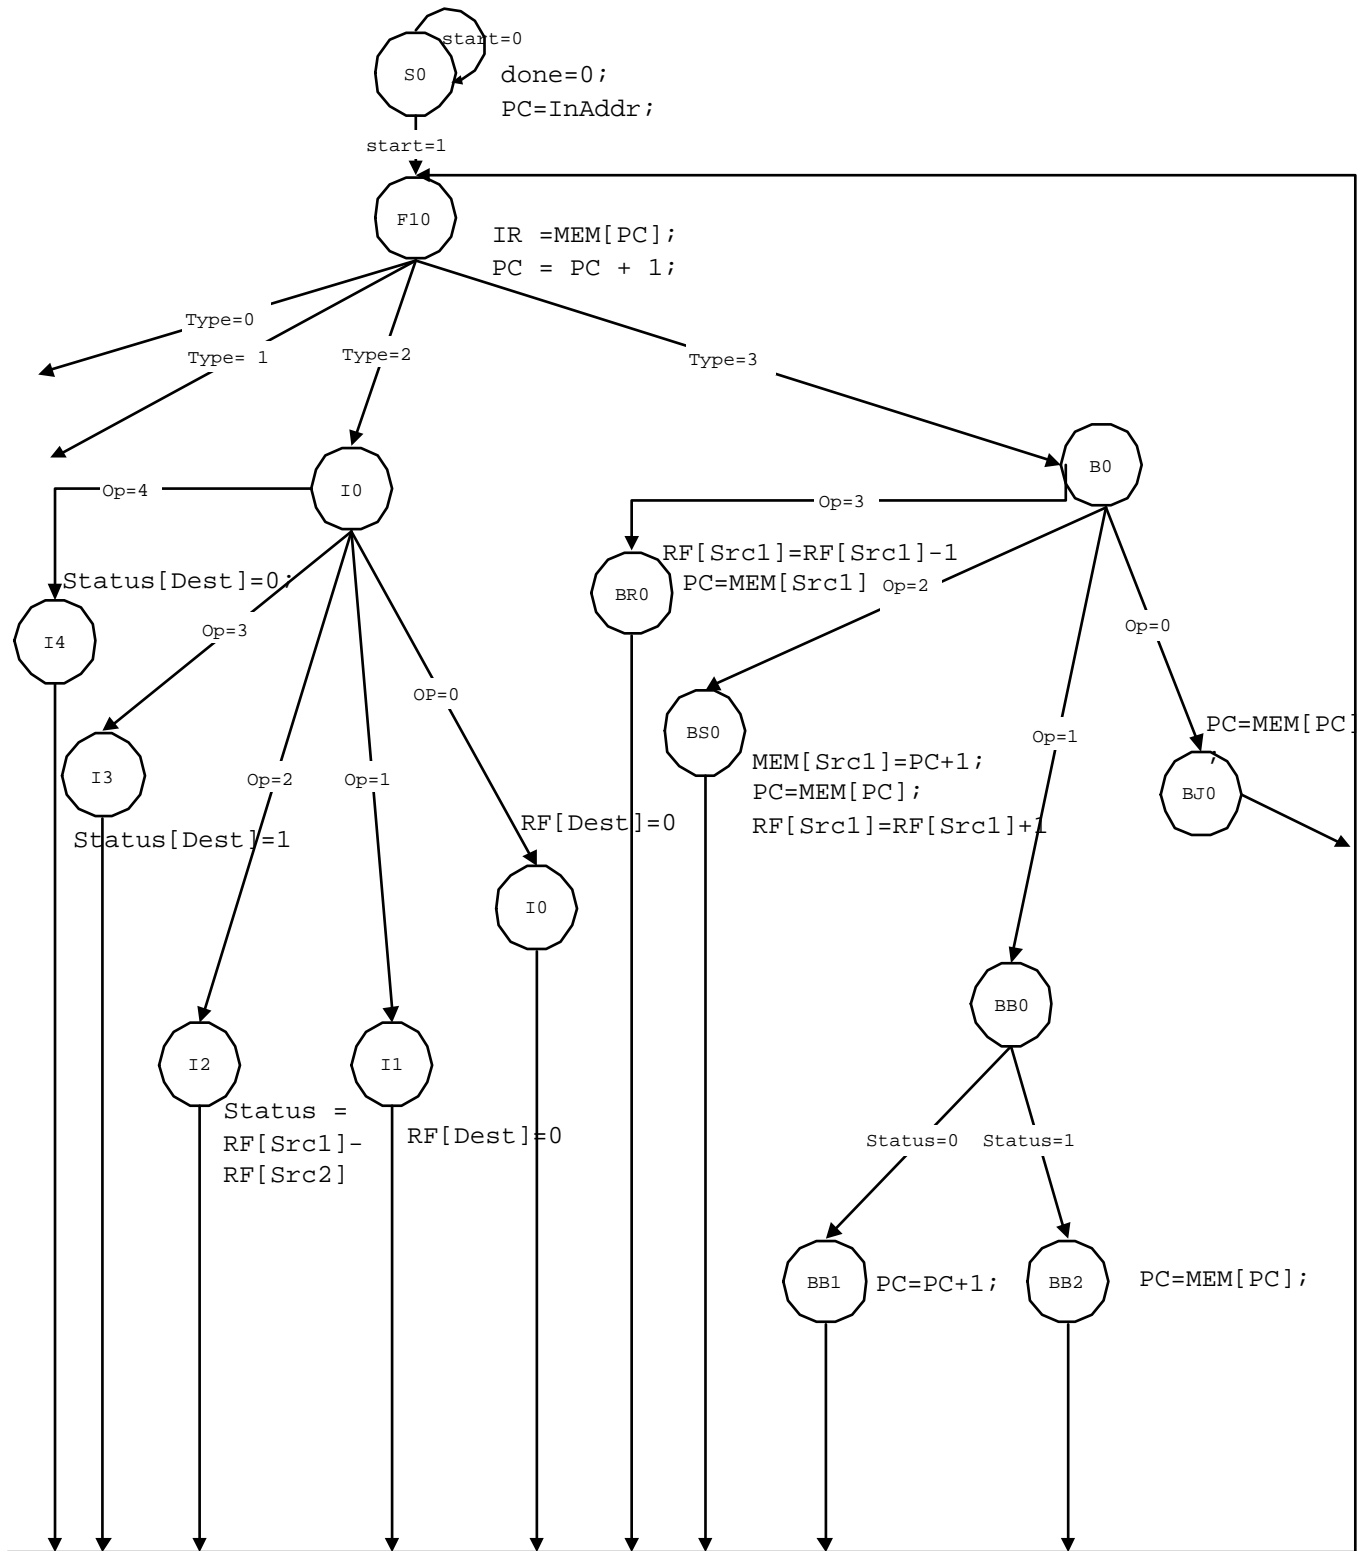 start=0
S0
done=0;
PC=InAddr;
start=1
F10
IR =MEM[PC];
PC = PC + 1;
Type=0
Type= 1
Type=2
Type=3
B0
I0
Op=4
Op=3
RF[Src1]=RF[Src1]-1
PC=MEM[Src1]
Op=2
Status[Dest]=0;
BR0
Op=0
Op=3
I4
OP=0
PC=MEM[PC]
;
BS0
Op=1
MEM[Src1]=PC+1;
PC=MEM[PC];
RF[Src1]=RF[Src1]+1
BJ0
I3
Op=2
Op=1
RF[Dest]=0
Status[Dest]=1
I0
BB0
I2
I1
Status =
RF[Src1]-
RF[Src2]
RF[Dest]=0
Status=0
Status=1
BB1
PC=PC+1;
BB2
PC=MEM[PC];